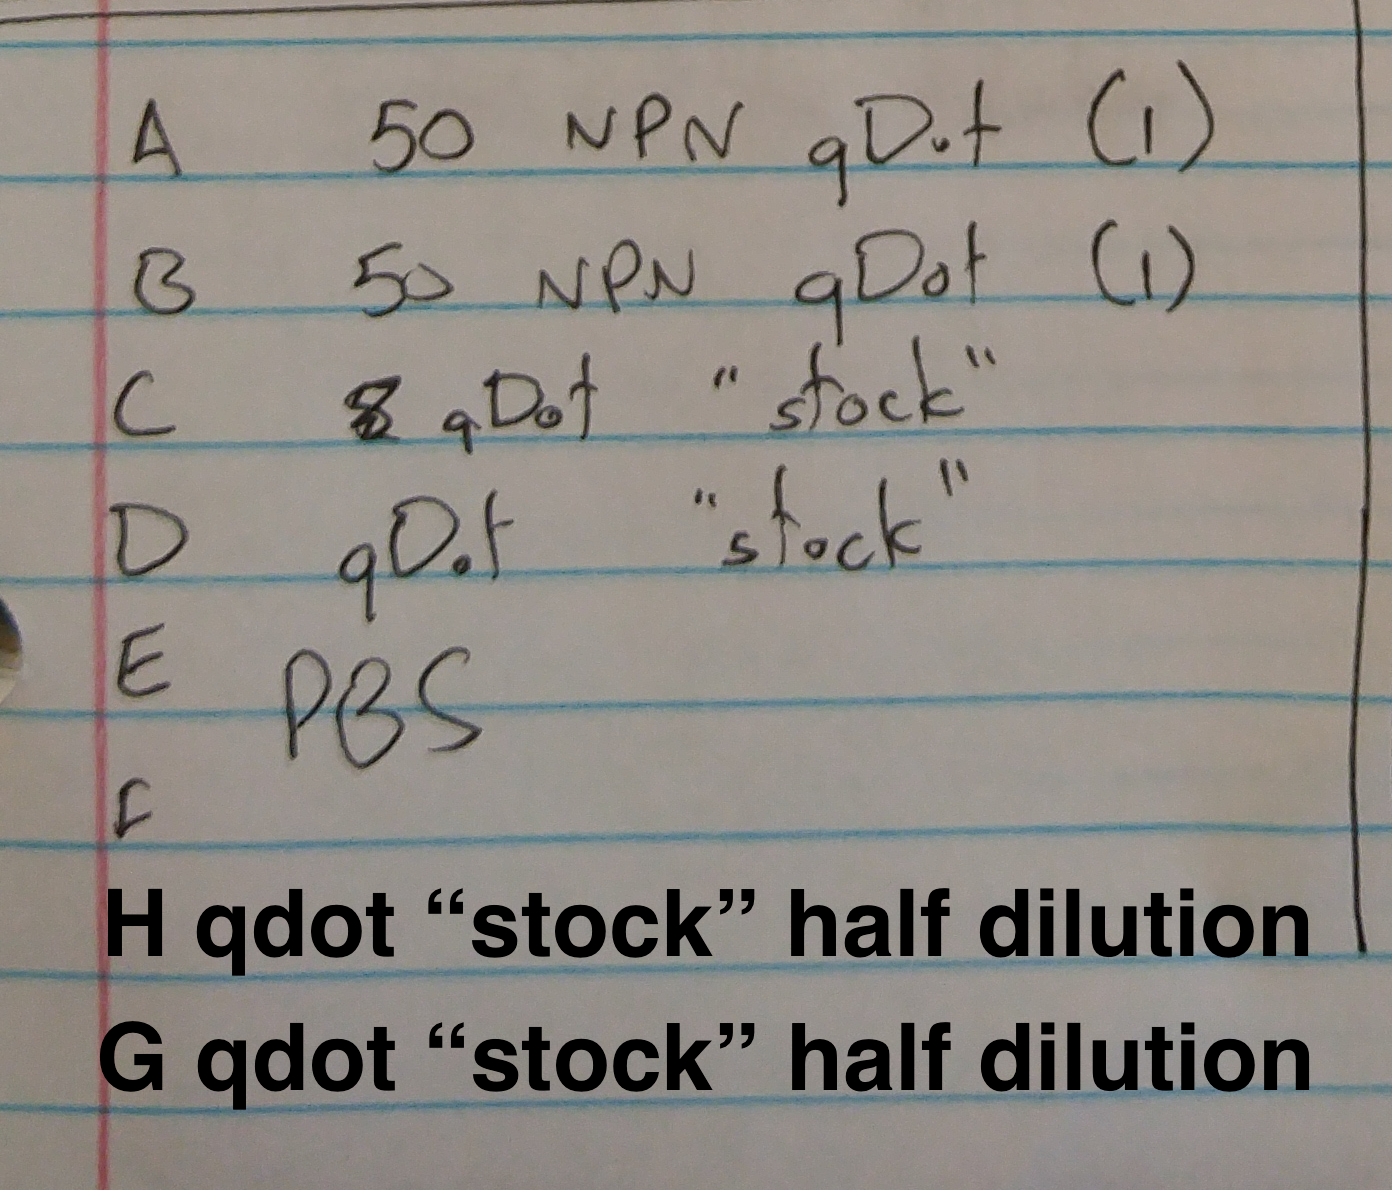 A 50 NPN qDot (1)
B 50 NPN qDot (1)
C qDot "stock"
D qDot "stock"
E PBS
F
H qdot “stock” half dilution
G qdot “stock” half dilution